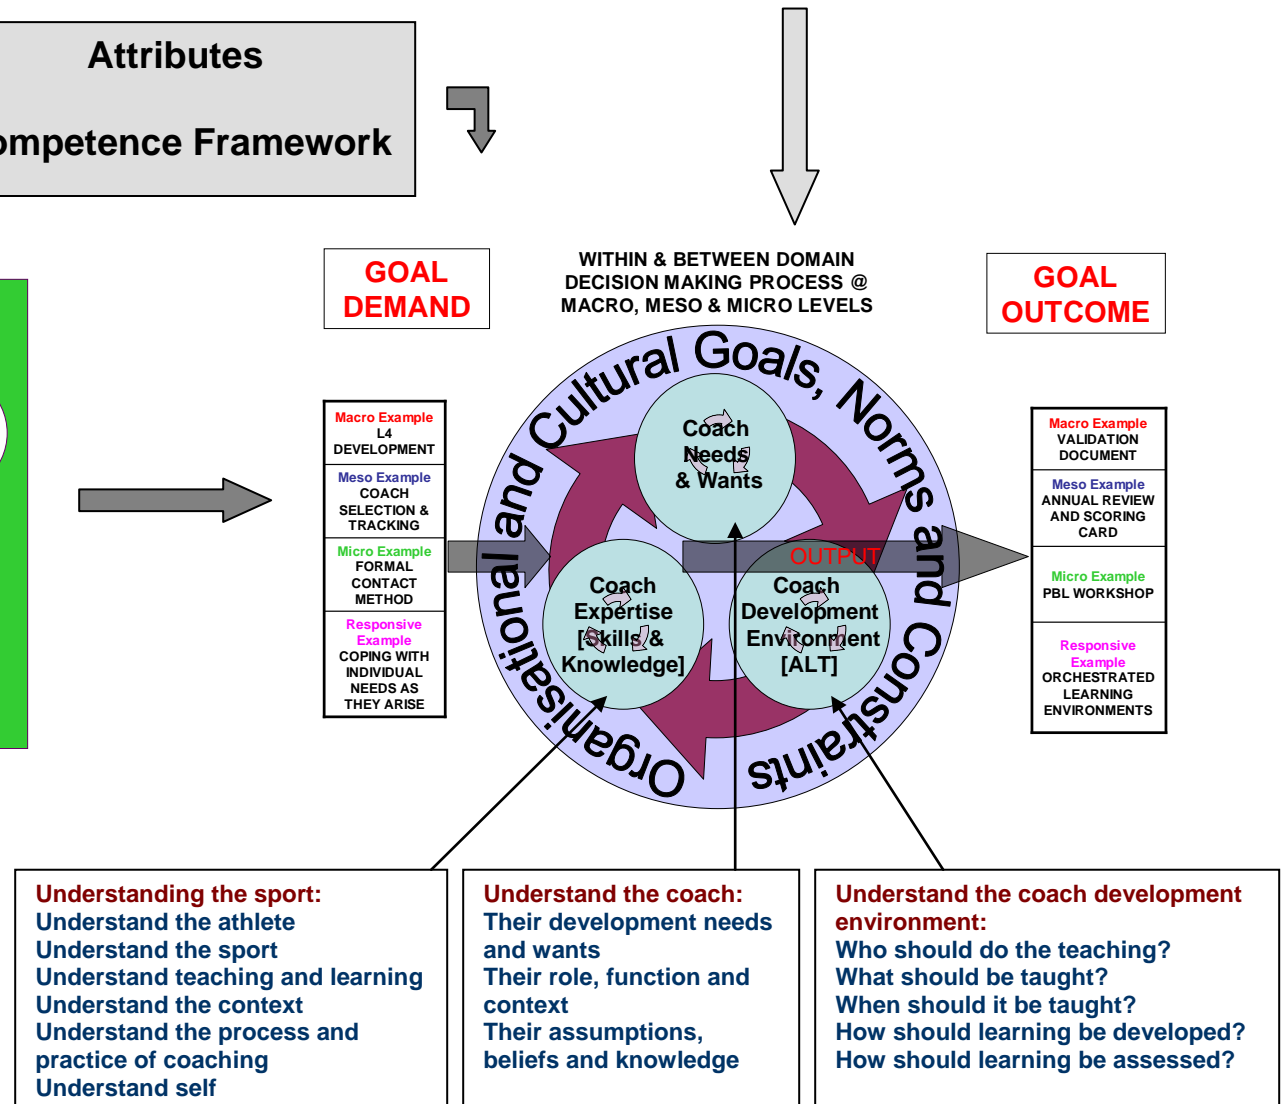 Attributes
ompetence Framework
GOAL
DEMAND
WITHIN & BETWEEN DOMAIN
DECISION MAKING PROCESS @
MACRO, MESO & MICRO LEVELS
GOAL
OUTCOME
Organisational and Cultural Goals, Norms and Constraints
Macro Example
L4
DEVELOPMENT
Meso Example
COACH
SELECTION &
TRACKING
Micro Example
FORMAL
CONTACT
METHOD
Responsive
Example
COPING WITH
INDIVIDUAL
NEEDS AS
THEY ARISE
Coach
Needs
& Wants
OUTPUT
Coach
Expertise
[Skills &
Knowledge]
Coach
Development
Environment
[ALT]
Macro Example
VALIDATION
DOCUMENT
Meso Example
ANNUAL REVIEW
AND SCORING
CARD
Micro Example
PBL WORKSHOP
Responsive
Example
ORCHESTRATED
LEARNING
ENVIRONMENTS
Understanding the sport:
Understand the athlete
Understand the sport
Understand teaching and learning
Understand the context
Understand the process and
practice of coaching
Understand self
Understand the coach:
Their development needs
and wants
Their role, function and
context
Their assumptions,
beliefs and knowledge
Understand the coach development
environment:
Who should do the teaching?
What should be taught?
When should it be taught?
How should learning be developed?
How should learning be assessed?